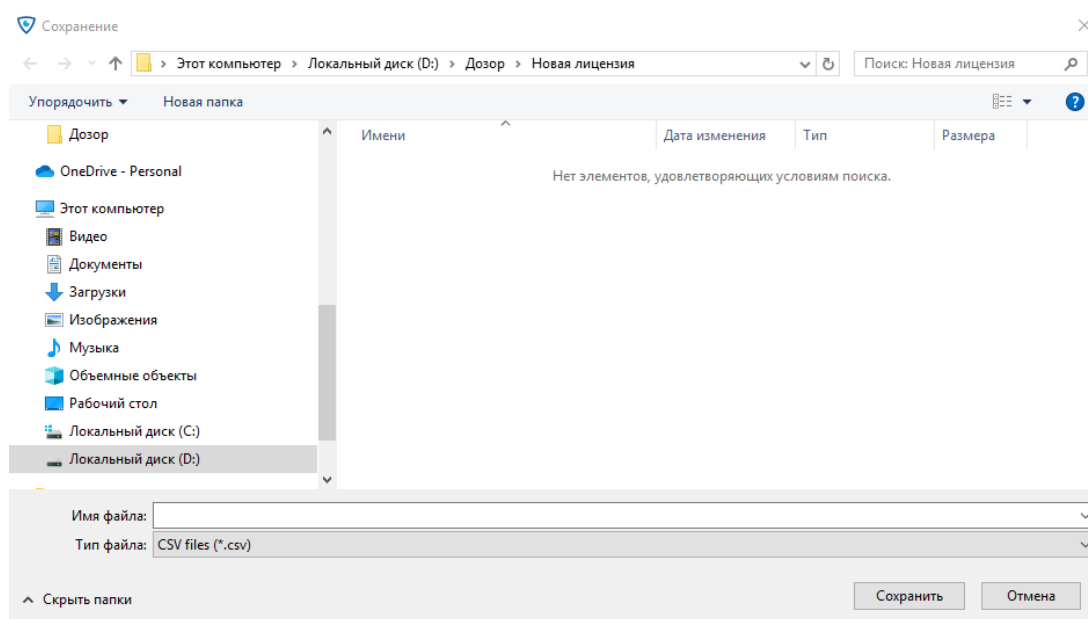 Сохранение
Этот компьютер › Локальный диск (D:) › Дозор › Новая лицензия
Поиск: Новая лицензия
Упорядочить
Новая папка
?
Имени
Дата изменения
Тип
Размера
Нет элементов, удовлетворяющих условиям поиска.
Дозор
OneDrive - Personal
Этот компьютер
Видео
Документы
Загрузки
Изображения
Музыка
Объемные объекты
Рабочий стол
Локальный диск (C:)
Локальный диск (D:)
Имя файла:
Тип файла: CSV files (*.csv)
Скрыть папки
Сохранить
Отмена